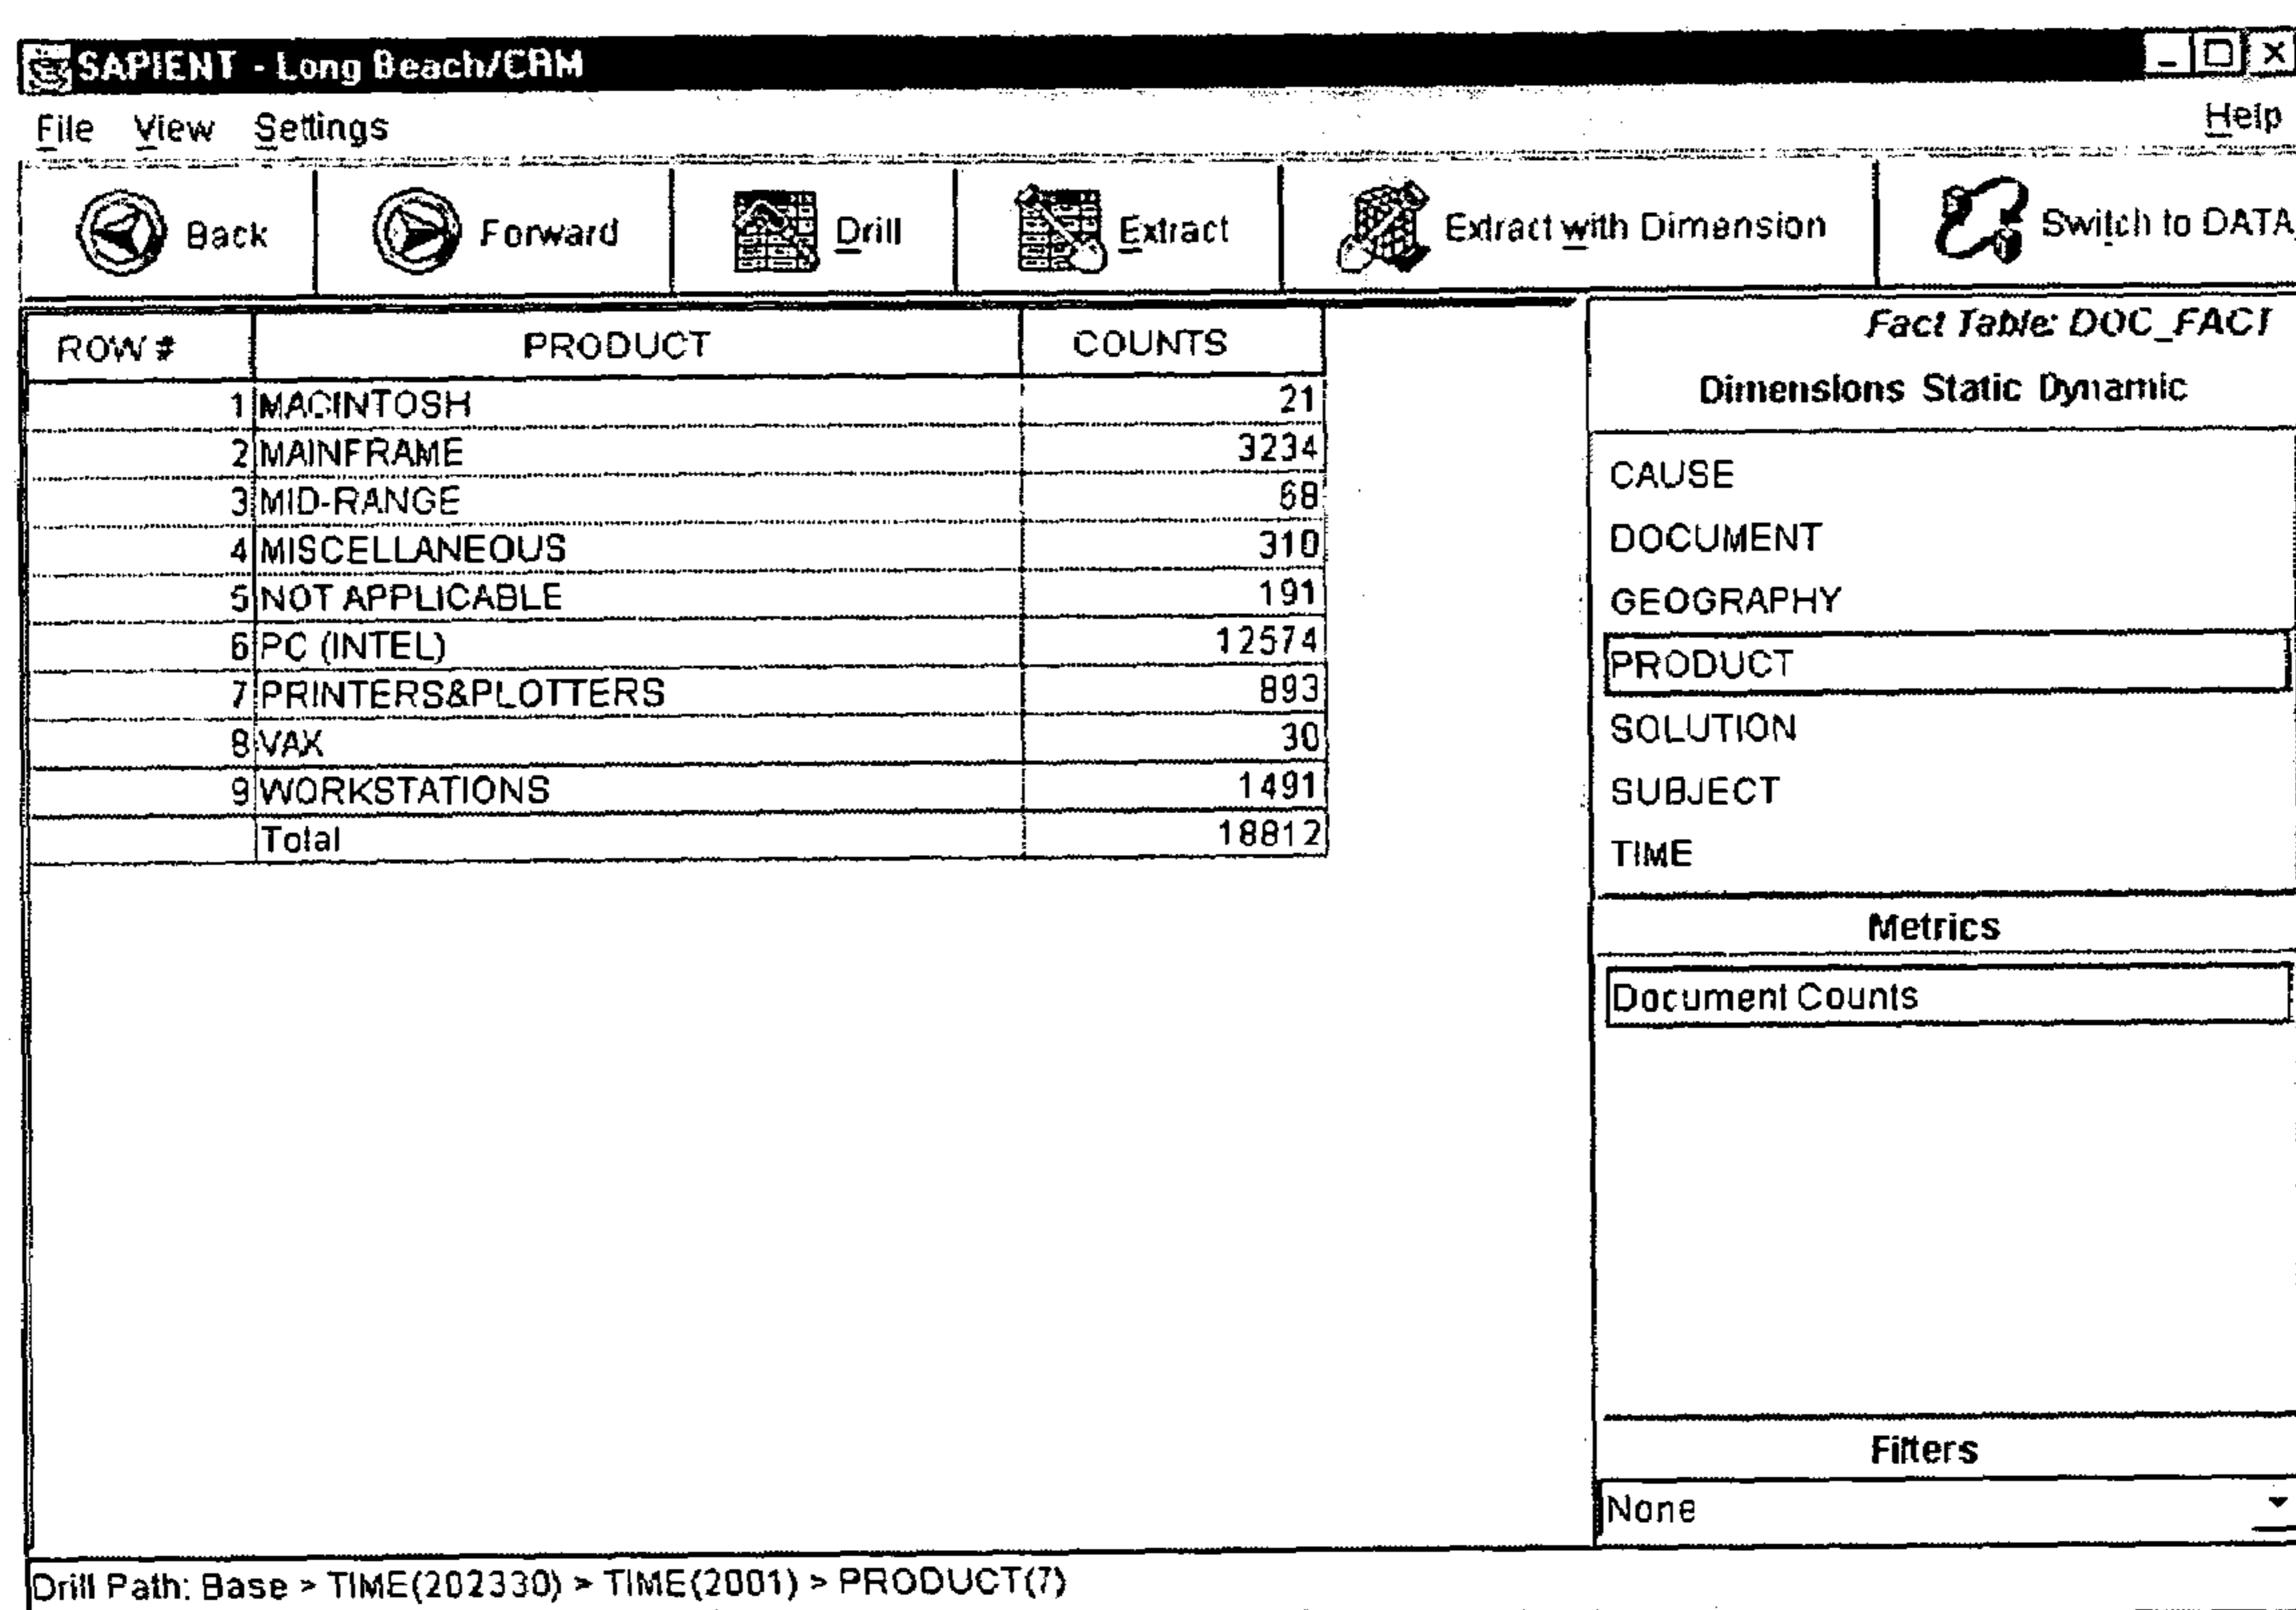 SAPIENT - Long Beach/CRM
File View Settings Help
Back Forward Drill Extract Extract with Dimension Switch to DATA
ROW # PRODUCT COUNTS
1 MACINTOSH 21
2 MAINFRAME 3234
3 MID-RANGE 68
4 MISCELLANEOUS 310
5 NOT APPLICABLE 191
6 PC (INTEL) 12574
7 PRINTERS&PLOTTERS 893
8 VAX 30
9 WORKSTATIONS 1491
Total 18812
Fact Table: DOC_FACT
Dimensions Static Dynamic
CAUSE
DOCUMENT
GEOGRAPHY
PRODUCT
SOLUTION
SUBJECT
TIME
Metrics
Document Counts
Filters
None
Drill Path: Base > TIME(202330) > TIME(2001) > PRODUCT(7)